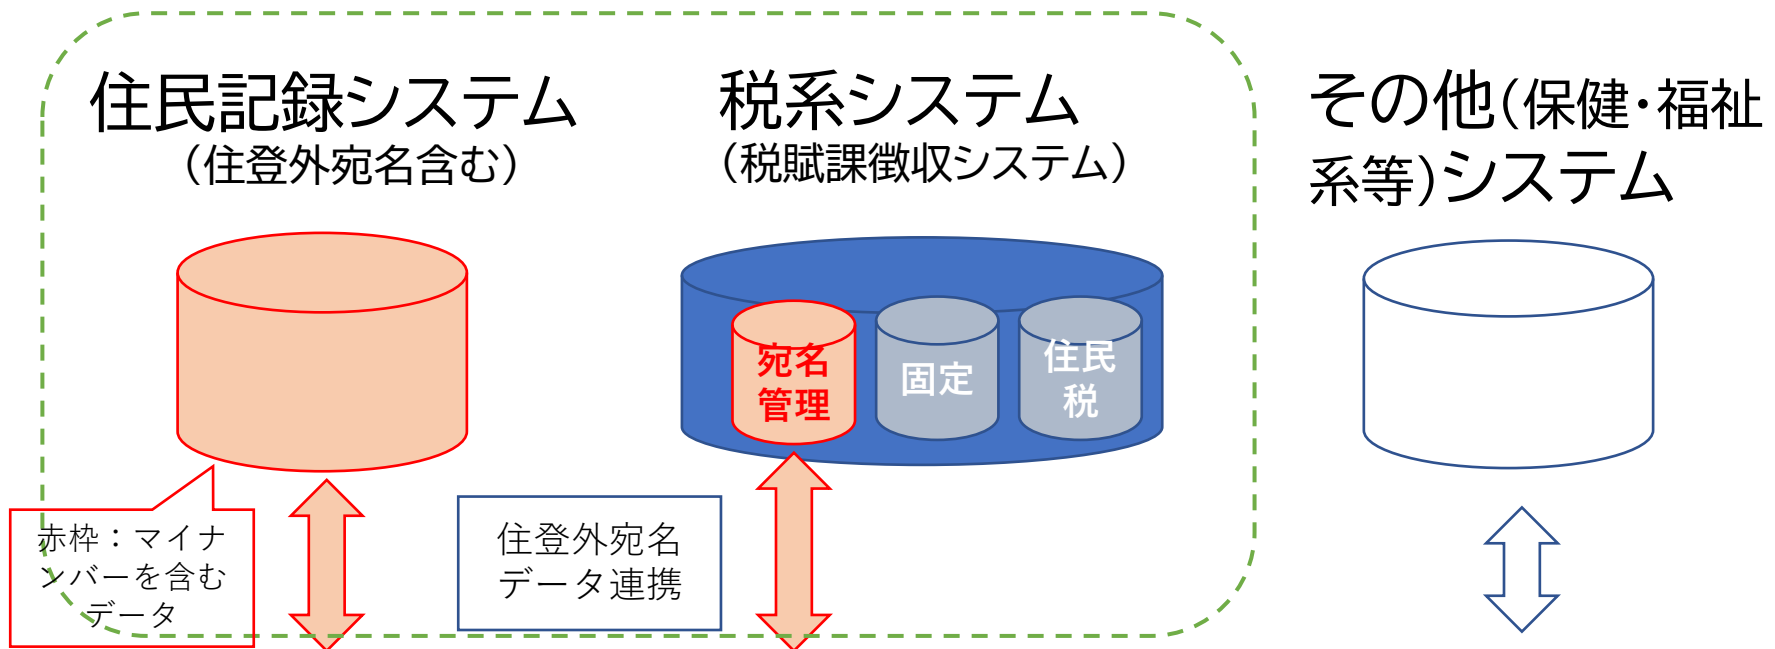 住民記録システム
（住登外宛名含む）
税系システム
（税賦課徴収システム）
その他（保健・福祉
系等）システム
宛名
管理
固定
住民
税
赤枠：マイナ
ンバーを含む
データ
住登外宛名
データ連携